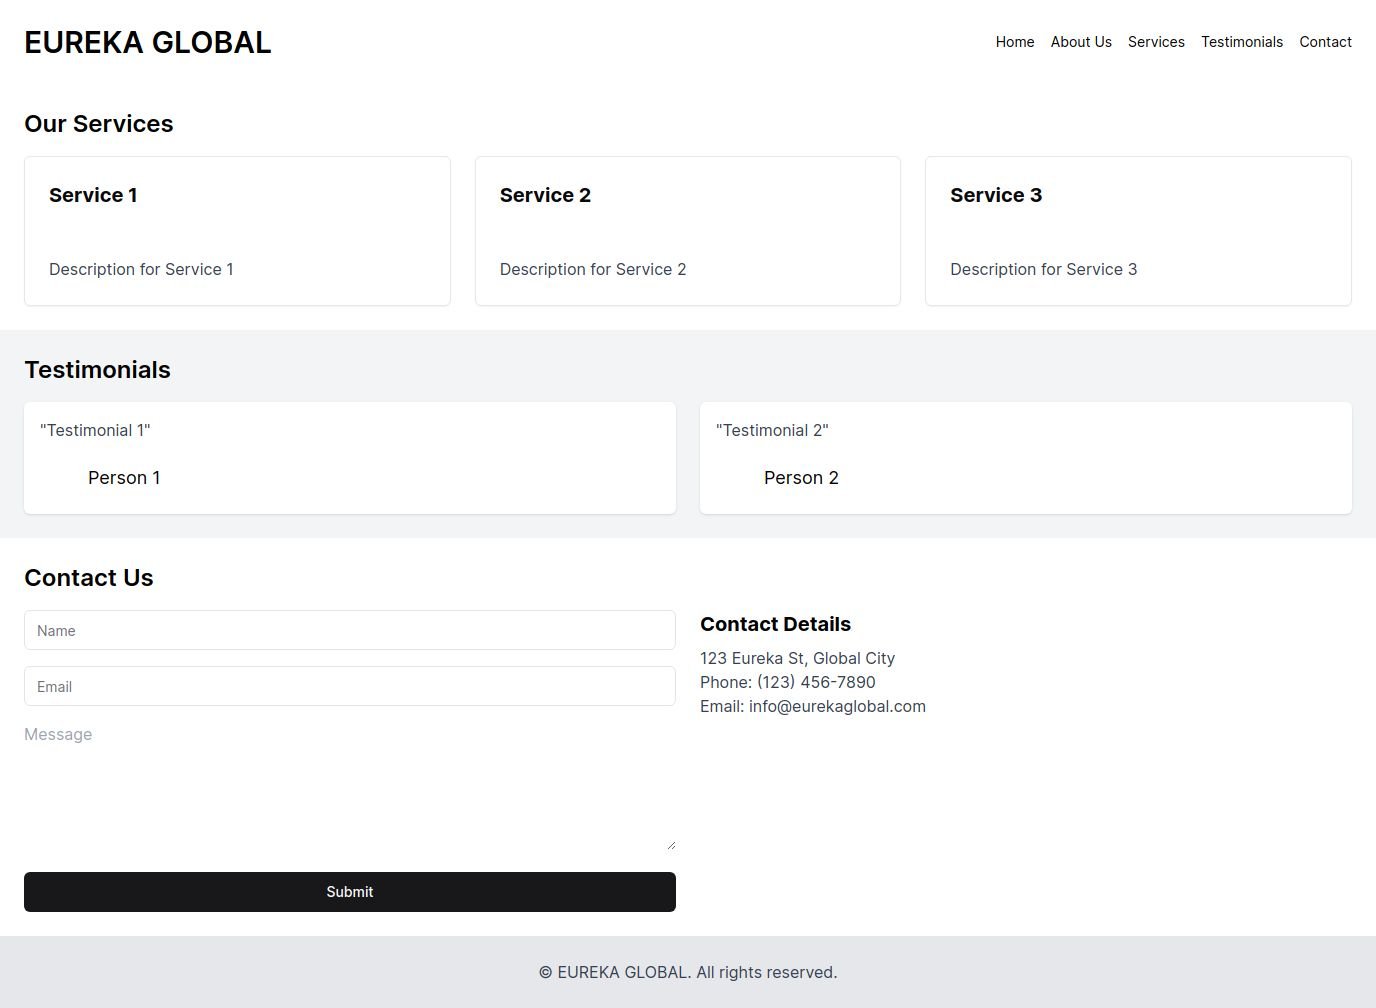 EUREKA GLOBAL
Home About Us Services Testimonials Contact
Our Services
Service 1
Description for Service 1
Service 2
Description for Service 2
Service 3
Description for Service 3
Testimonials
"Testimonial 1"
Person 1
"Testimonial 2"
Person 2
Contact Us
Name
Email
Message
Submit
Contact Details
123 Eureka St, Global City
Phone: (123) 456-7890
Email: info@eurekaglobal.com
© EUREKA GLOBAL. All rights reserved.